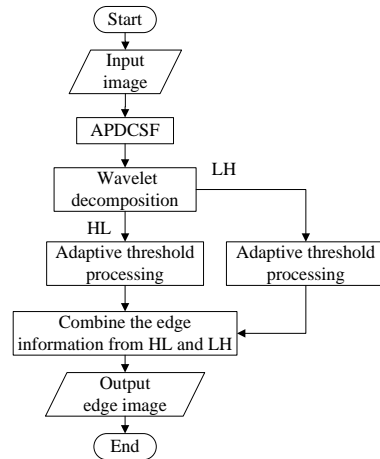 Start
Input
image
APDCSF
Wavelet
decomposition
LH
HL
Adaptive threshold
processing
Adaptive threshold
processing
Combine the edge
information from HL and LH
Output
edge image
End